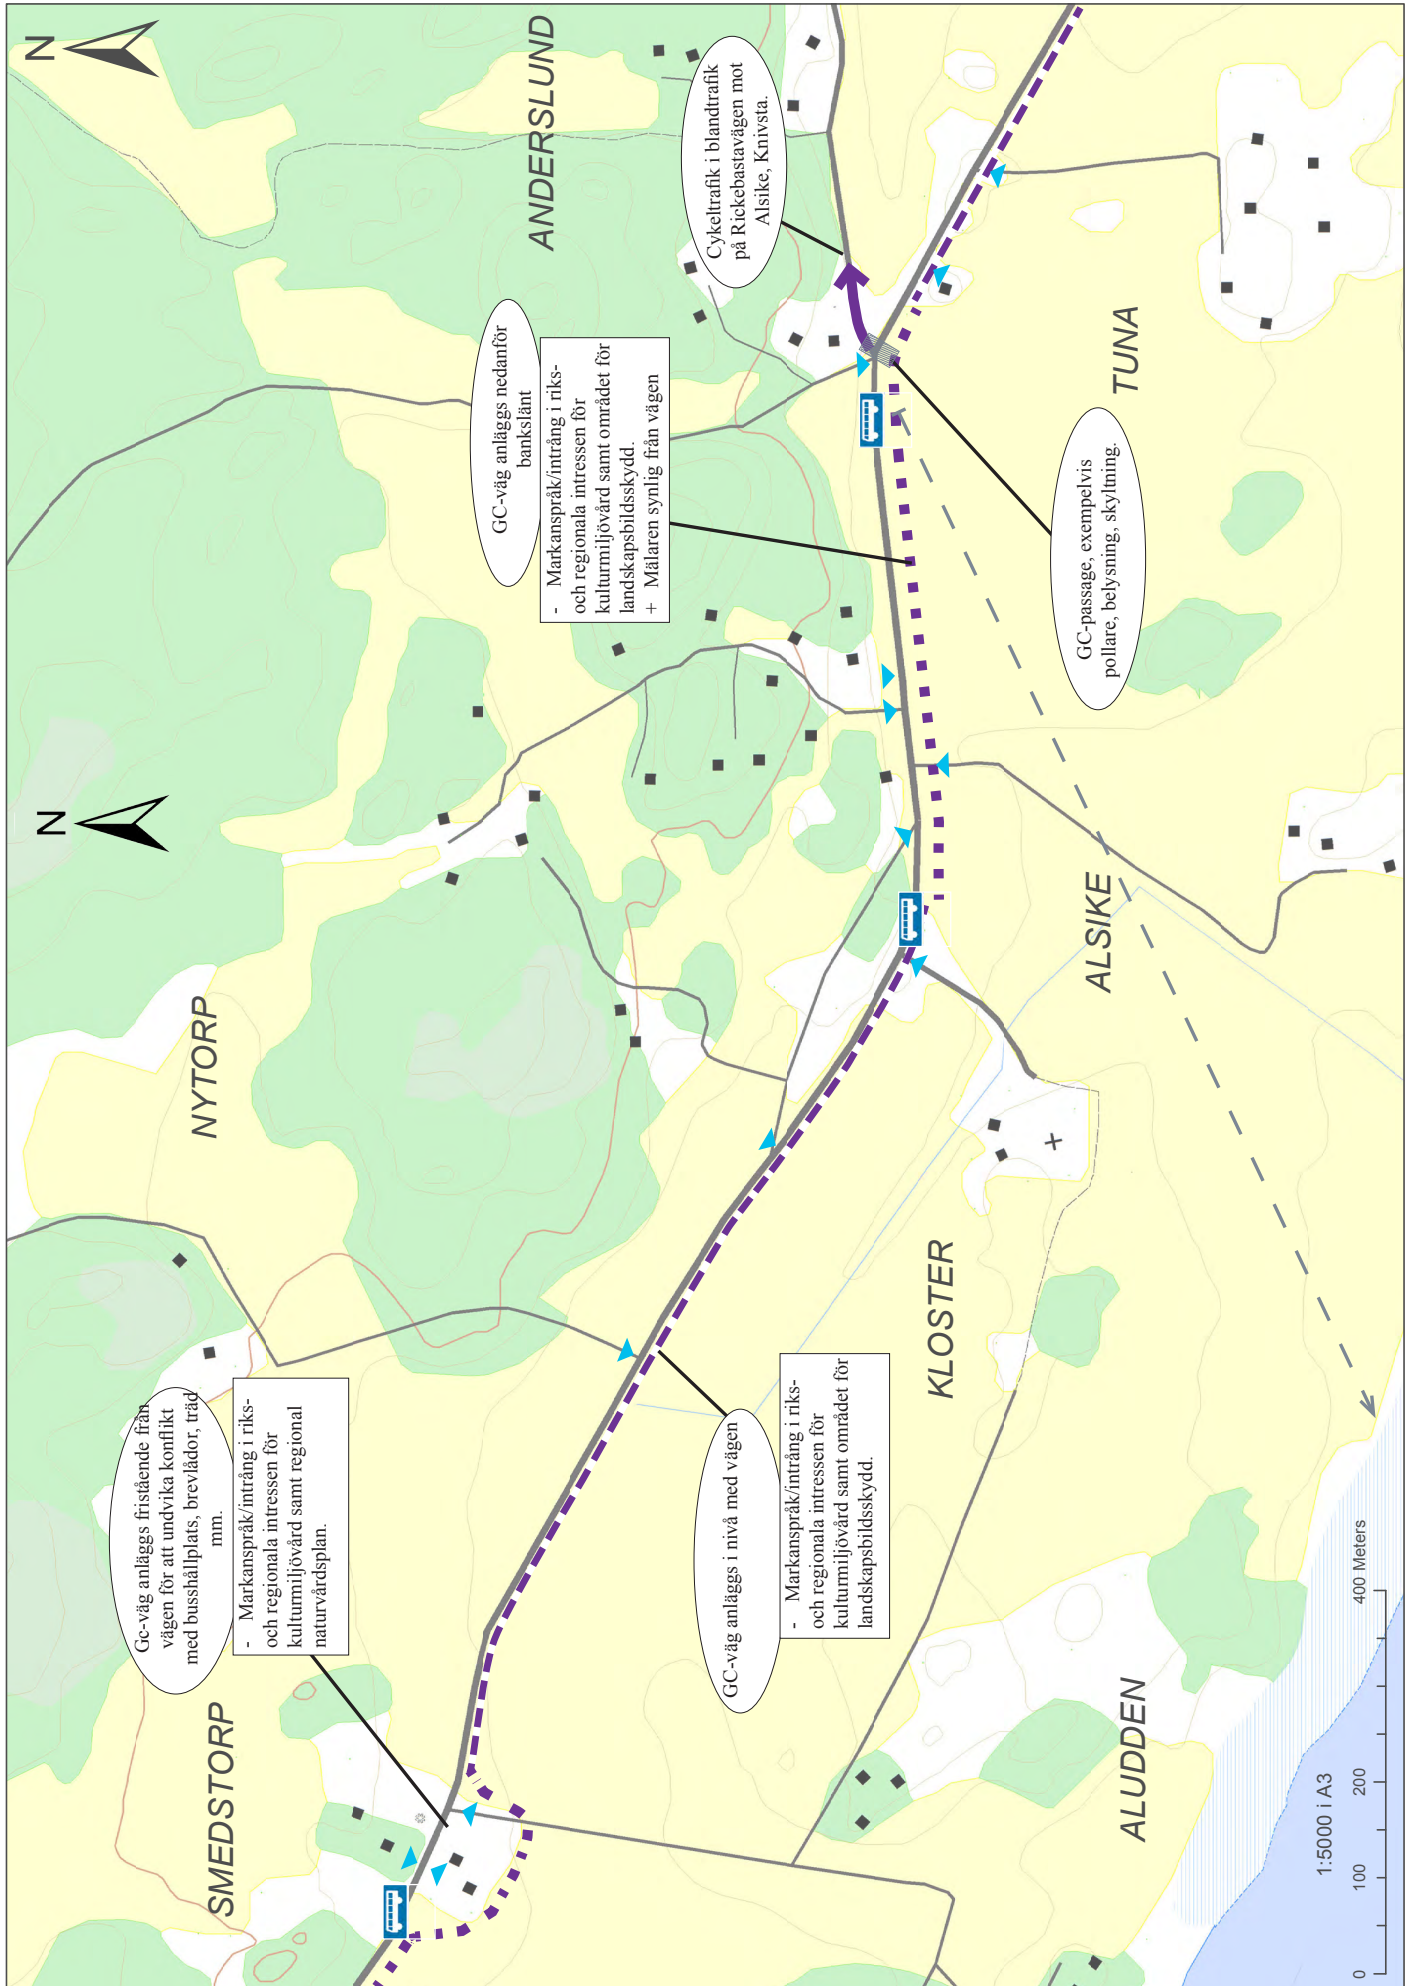 Gc-väg anläggs fristående från
vägen för att undvika konflikt
med busshållplats, brevlådor, träd
mm.
- Markanspråk/intrång i riks-
och regionala intressen för
kulturmiljövård samt regional
naturvårdsplan.
SMEDSTORP
NYTORP
N
N
GC-väg anläggs nedanför
bankslänt
- Markanspråk/intrång i riks-
och regionala intressen för
kulturmiljövård samt området för
landskapsbildsskydd.
+ Mälaren synlig från vägen
ANDERSLUND
Cykeltrafik i blandtrafik
på Rickebastavägen mot
Alsike, Knivsta.
GC-väg anläggs i nivå med vägen
- Markanspråk/intrång i riks-
och regionala intressen för
kulturmiljövård samt området för
landskapsbildsskydd.
KLOSTER
ALSIKE
GC-passage, exempelvis
pollare, belysning, skyltning.
TUNA
ALUDDEN
1:5000 i A3
0 100 200 400 Meters